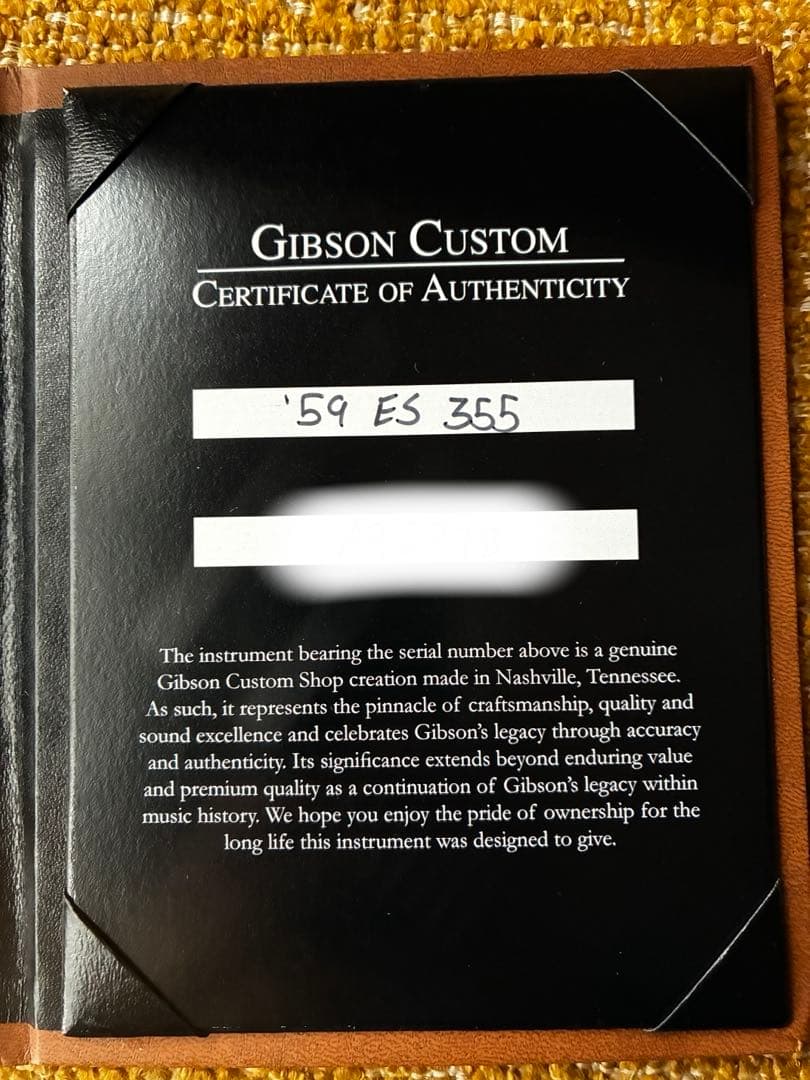 GIBSON CUSTOM
CERTIFICATE OF AUTHENTICITY
'59 ES 355
The instrument bearing the serial number above is a genuine
Gibson Custom Shop creation made in Nashville, Tennessee.
As such, it represents the pinnacle of craftsmanship, quality and
sound excellence and celebrates Gibson's legacy through accuracy
and authenticity. Its significance extends beyond enduring value
and premium quality as a continuation of Gibson's legacy within
music history. We hope you enjoy the pride of ownership for the
long life this instrument was designed to give.